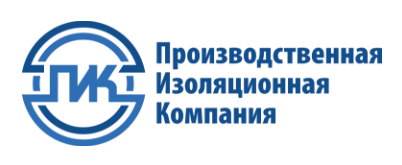 ПИК
Производственная
Изоляционная
Компания